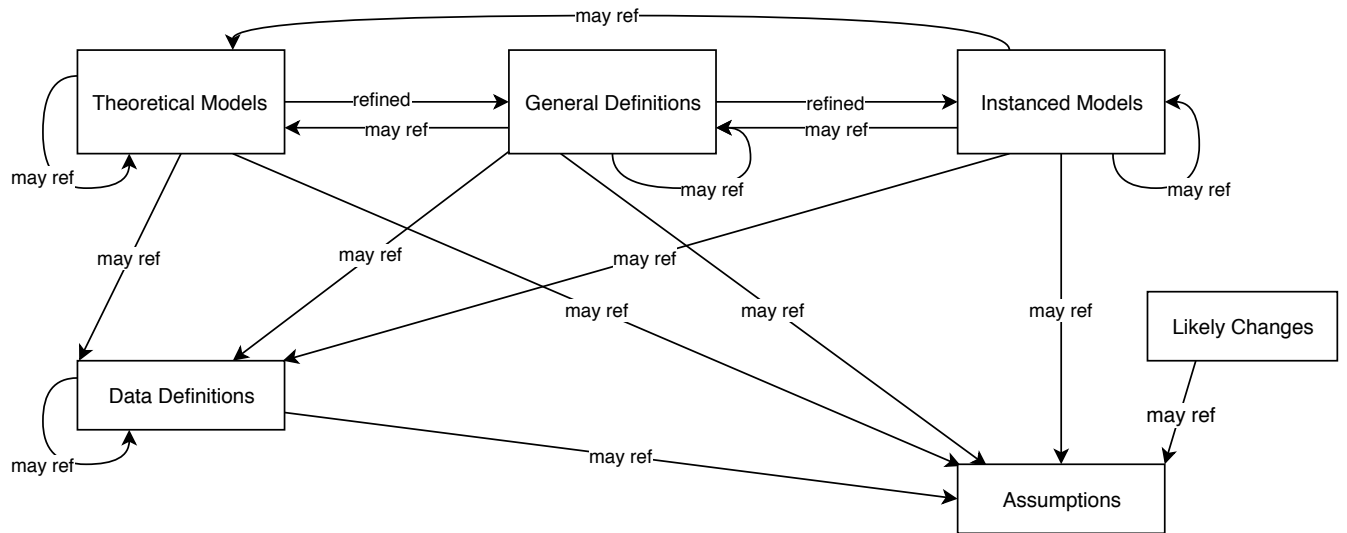 may ref
Theoretical Models
refined
General Definitions
refined
Instanced Models
may ref
may ref
may ref
may ref
may ref
may ref
may ref
may ref
may ref
may ref
may ref
may ref
Likely Changes
Data Definitions
may ref
may ref
may ref
Assumptions